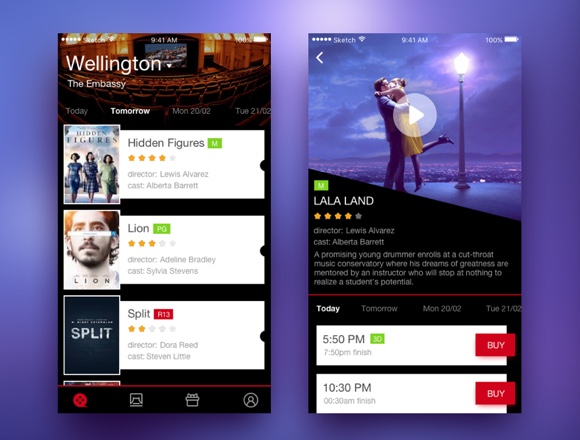 Sketch 9:41 AM 100%
Wellington
The Embassy
Today Tomorrow Mon 20/02 Tue 21/02
HIDDEN
FIGURES
Hidden Figures M
director: Lewis Alvarez
cast: Alberta Barrett
LION
Lion PG
director: Adeline Bradley
cast: Sylvia Stevens
SPLIT
Split R13
director: Dora Reed
cast: Steven Little
Sketch 9:41 AM 100%
M
LALA LAND
director: Lewis Alvarez
cast: Alberta Barrett
A promising young drummer enrolls at a cut-throat
music conservatory where his dreams of greatness are
mentored by an instructor who will stop at nothing to
realize a student's potential.
Today Tomorrow Mon 20/02 Tue 21/02
5:50 PM 3D
7:50pm finish
BUY
10:30 PM
00:30am finish
BUY